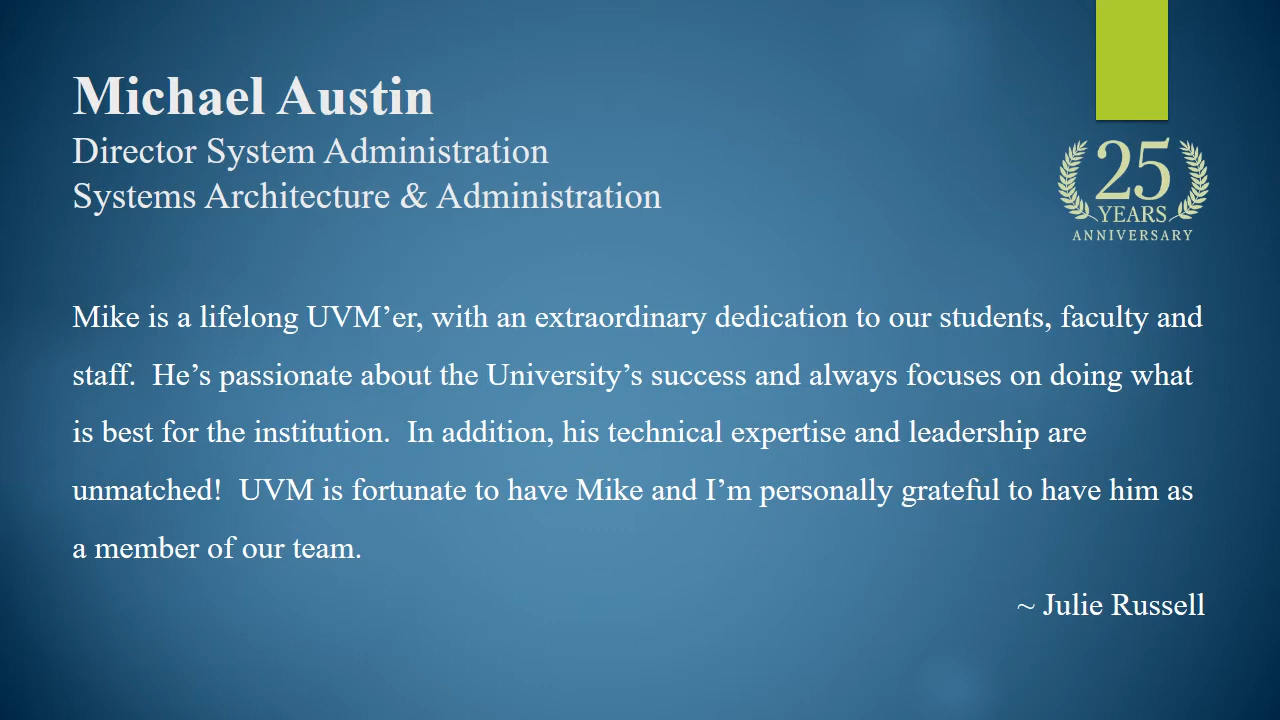 Michael Austin
Director System Administration
Systems Architecture & Administration
25
YEARS
ANNIVERSARY
Mike is a lifelong UVM’er, with an extraordinary dedication to our students, faculty and
staff.  He’s passionate about the University’s success and always focuses on doing what
is best for the institution.  In addition, his technical expertise and leadership are
unmatched!  UVM is fortunate to have Mike and I’m personally grateful to have him as
a member of our team.
~ Julie Russell